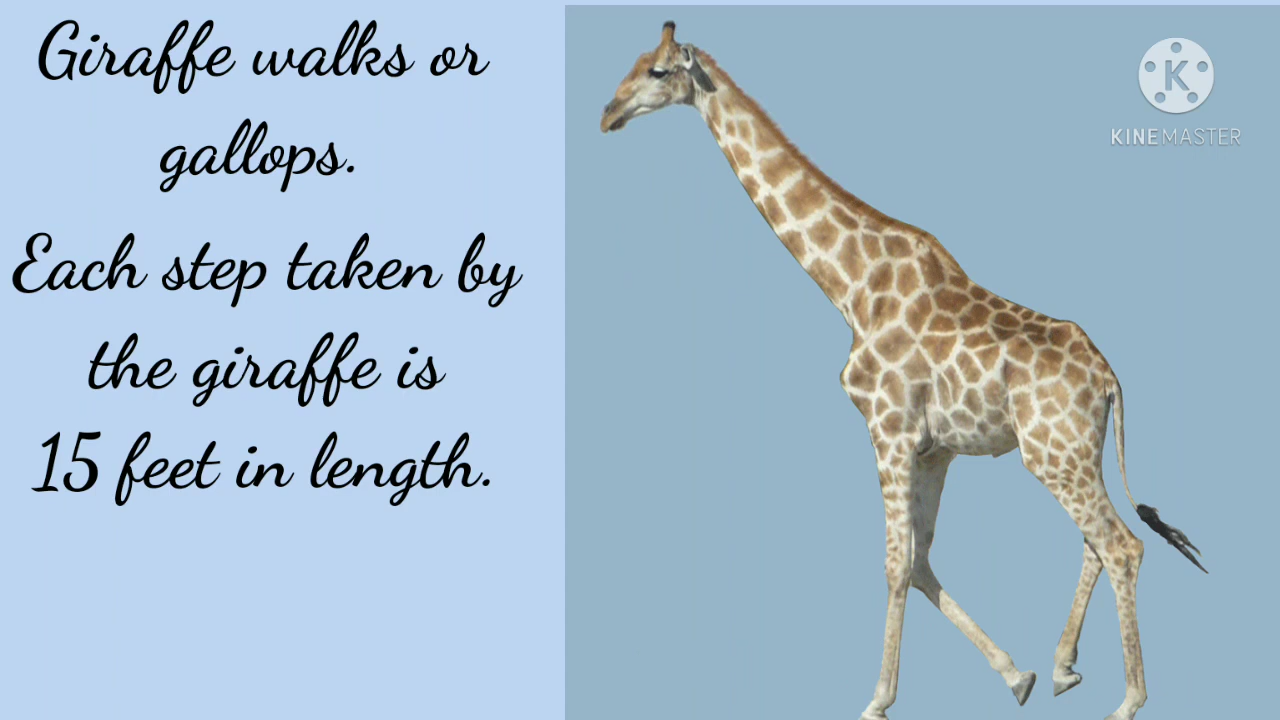 Giraffe walks or
gallops.
Each step taken by
the giraffe is
15 feet in length.
K
KINEMASTER